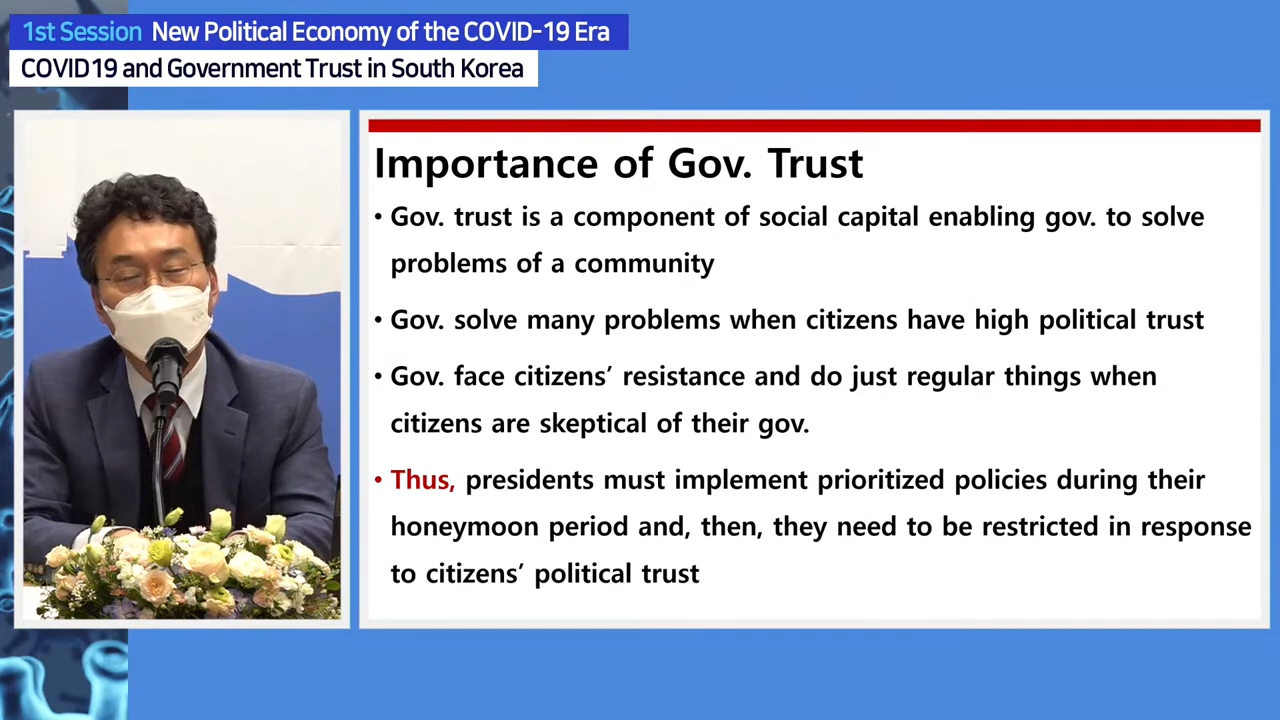 1st Session New Political Economy of the COVID-19 Era
COVID19 and Government Trust in South Korea
Importance of Gov. Trust
• Gov. trust is a component of social capital enabling gov. to solve
problems of a community
• Gov. solve many problems when citizens have high political trust
• Gov. face citizens’ resistance and do just regular things when
citizens are skeptical of their gov.
• Thus, presidents must implement prioritized policies during their
honeymoon period and, then, they need to be restricted in response
to citizens’ political trust